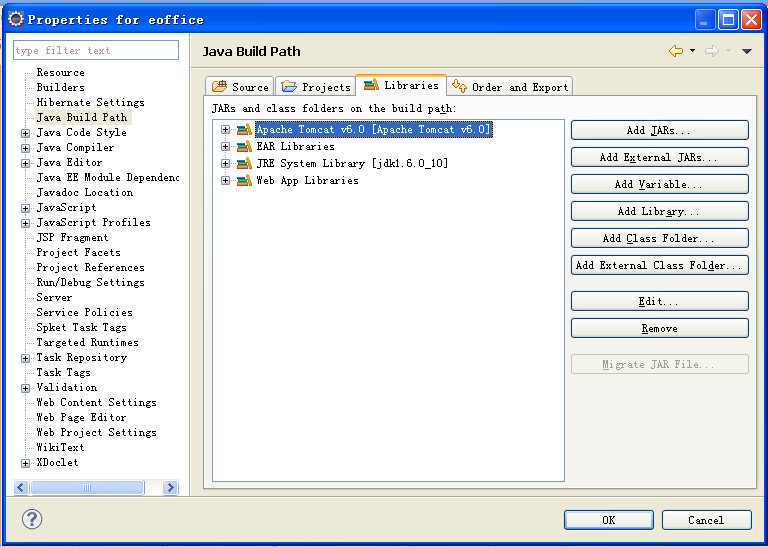 Properties for eoffice
type filter text
Resource
Builders
Hibernate Settings
Java Build Path
Java Code Style
Java Compiler
Java Editor
Java EE Module Dependenc
Javadoc Location
JavaScript
JavaScript Profiles
JSP Fragment
Project Facets
Project References
Run/Debug Settings
Server
Service Policies
Spket Task Tags
Targeted Runtimes
Task Repository
Task Tags
Validation
Web Content Settings
Web Page Editor
Web Project Settings
WikiText
XDoclet
Java Build Path
Source
Projects
Libraries
Order and Export
JARs and class folders on the build path:
Apache Tomcat v6.0 [Apache Tomcat v6.0]
EAR Libraries
JRE System Library [jdk1.6.0_10]
Web App Libraries
Add JARs...
Add External JARs...
Add Variable...
Add Library...
Add Class Folder...
Add External Class Folder...
Edit...
Remove
Migrate JAR File...
?
OK
Cancel